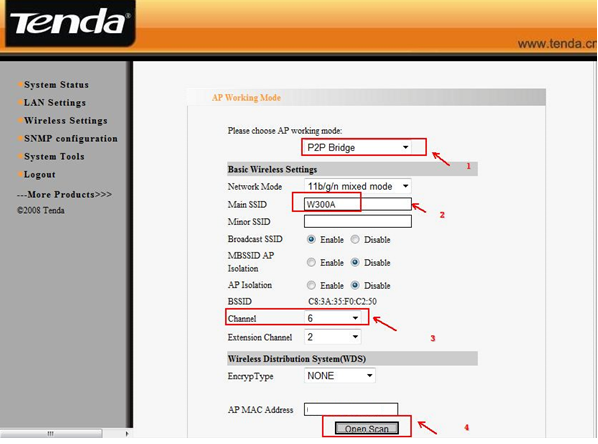 Tenda
www.tenda.cn
System Status
LAN Settings
Wireless Settings
SNMP configuration
System Tools
Logout
---More Products>>>
©2008 Tenda
AP Working Mode
Please choose AP working mode:
P2P Bridge
1
Basic Wireless Settings
Network Mode 11b/g/n mixed mode
Main SSID W300A
2
Minor SSID
Broadcast SSID Enable Disable
MBSSID AP
Isolation Enable Disable
AP Isolation Enable Disable
BSSID C8:3A:35:F0:C2:50
Channel 6
3
Extension Channel 2
Wireless Distribution System(WDS)
EncrypType NONE
AP MAC Address
Open Scan
4